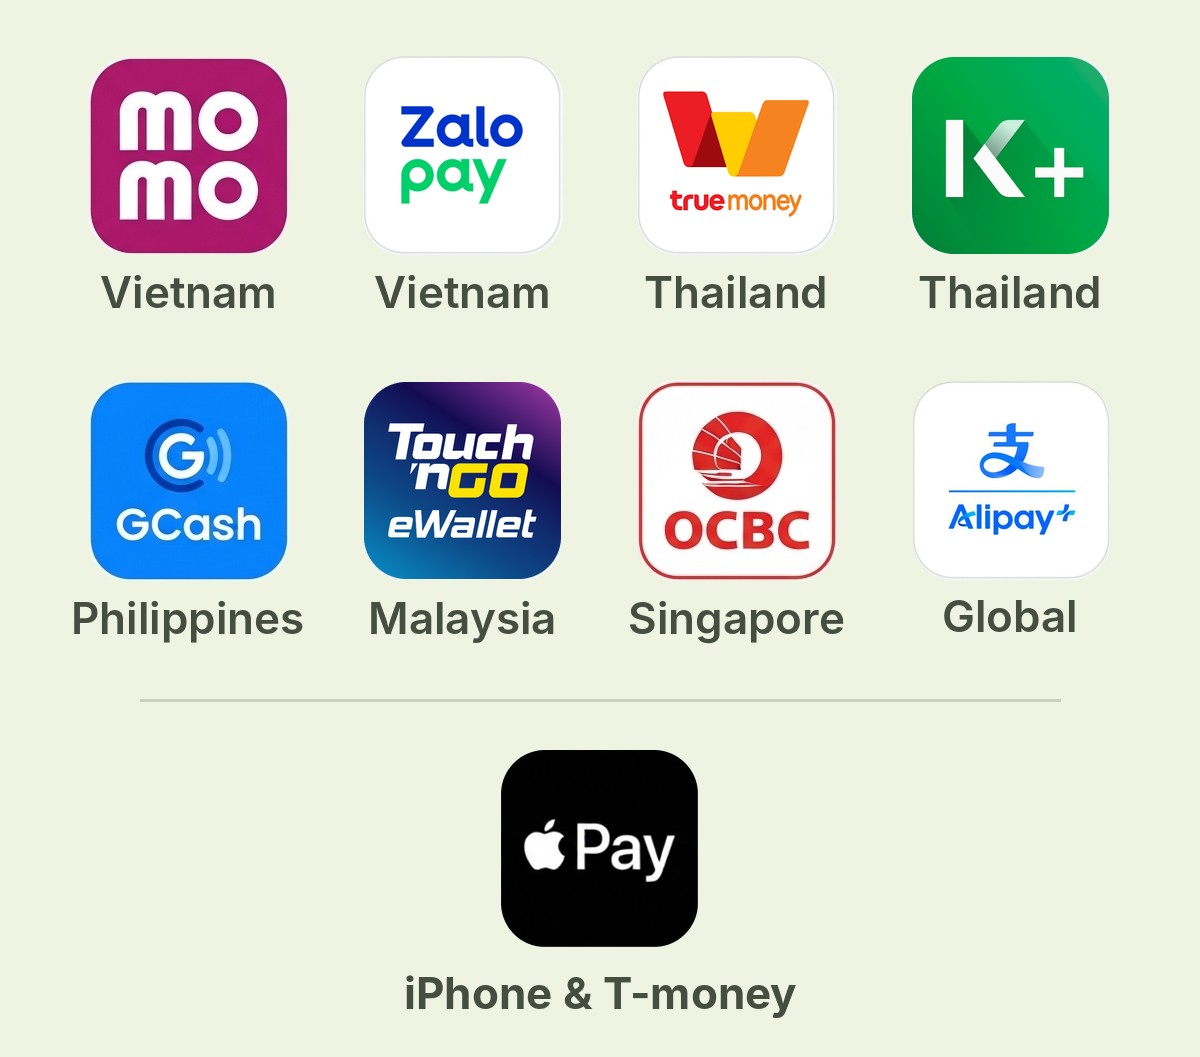 mo
mo
Vietnam
Zalo
pay
Vietnam
truemoney
Thailand
K+
Thailand
G
GCash
Philippines
Touch
'nGO
eWallet
Malaysia
OCBC
Singapore
支
Alipay+
Global
Pay
iPhone & T-money